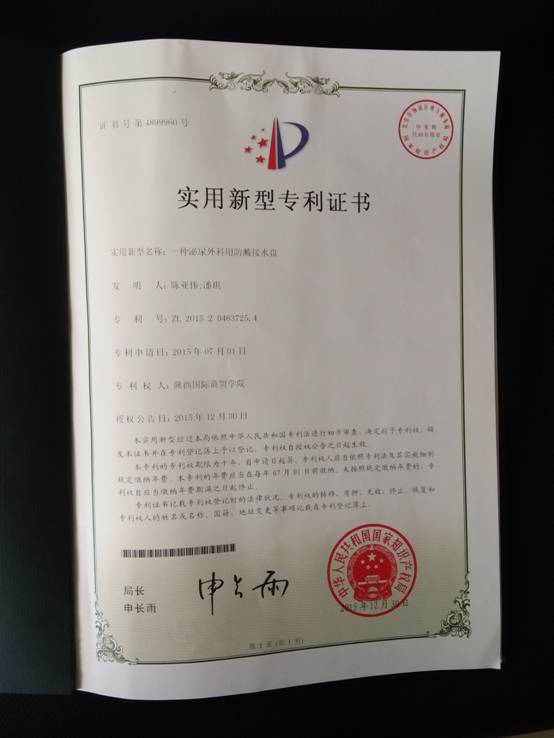 证书号第4899960号
实用新型专利证书
实用新型名称：一种泌尿外科用防溅接水盘
发 明 人：陈亚伟;潘琪
专 利 号：ZL 2015 2 0463725.4
专利申请日：2015年07月01日
专 利 权 人：陕西国际商贸学院
授权公告日：2015年12月30日
本实用新型经过本局依照中华人民共和国专利法进行初步审查，决定授予专利权，颁
发本证书并在专利登记簿上予以登记。专利权自授权公告之日起生效。
本专利的专利权期限为十年，自申请日起算。专利权人应当依照专利法及其实施细则
规定缴纳年费。本专利的年费应当在每年07月01日前缴纳。未按照规定缴纳年费的，专
利权自应当缴纳年费期满之日起终止。
专利证书记载专利权登记时的法律状况。专利权的转移、质押、无效、终止、恢复和
专利权人的姓名或名称、国籍、地址变更等事项记载在专利登记簿上。
局长
申长雨
申长雨
中华人民共和国国家知识产权局
2015年12月30日
第 1 页 (共 1 页)